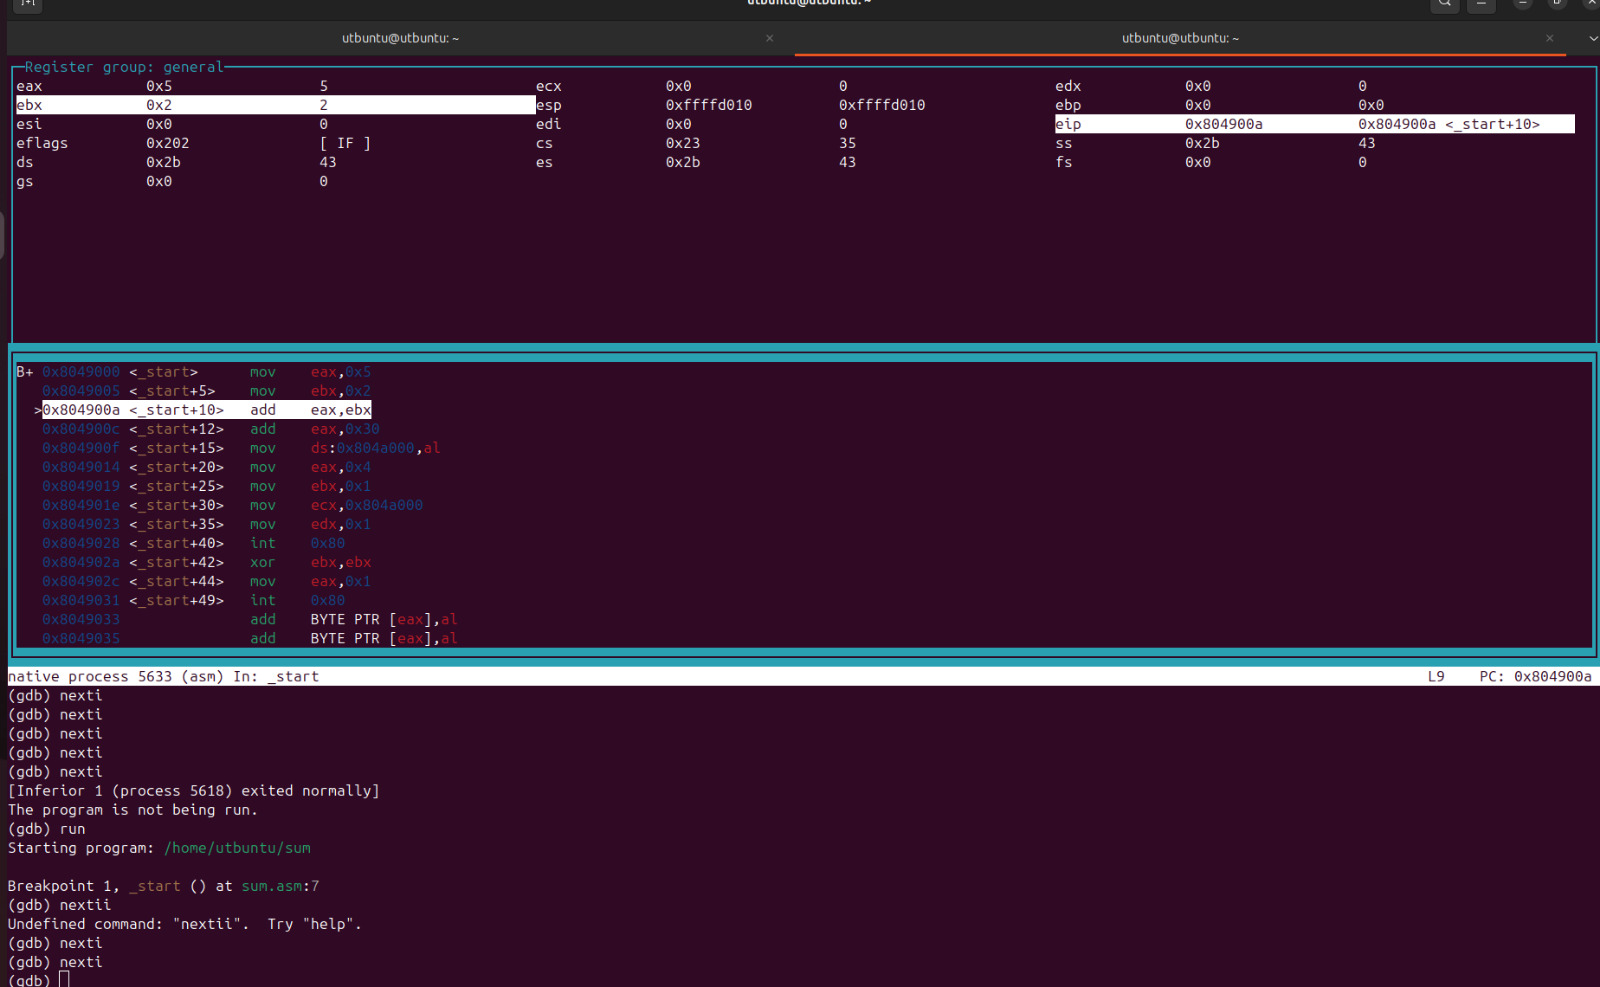 utbuntu@utbuntu: ~
utbuntu@utbuntu: ~ × utbuntu@utbuntu: ~ ×
Register group: general
eax 0x5 5 ecx 0x0 0 edx 0x0 0
ebx 0x2 2 esp 0xffffd010 0xffffd010 ebp 0x0 0x0
esi 0x0 0 edi 0x0 0 eip 0x804900a 0x804900a <_start+10>
eflags 0x202 [ IF ] cs 0x23 35 ss 0x2b 43
ds 0x2b 43 es 0x2b 43 fs 0x0 0
gs 0x0 0
B+ 0x8049000 <_start> mov eax,0x5
0x8049005 <_start+5> mov ebx,0x2
>0x804900a <_start+10> add eax,ebx
0x804900c <_start+12> add eax,0x30
0x804900f <_start+15> mov ds:0x804a000,al
0x8049014 <_start+20> mov eax,0x4
0x8049019 <_start+25> mov ebx,0x1
0x804901e <_start+30> mov ecx,0x804a000
0x8049023 <_start+35> mov edx,0x1
0x8049028 <_start+40> int 0x80
0x804902a <_start+42> xor ebx,ebx
0x804902c <_start+44> mov eax,0x1
0x8049031 <_start+49> int 0x80
0x8049033 add BYTE PTR [eax],al
0x8049035 add BYTE PTR [eax],al
native process 5633 (asm) In: _start L9 PC: 0x804900a
(gdb) nexti
(gdb) nexti
(gdb) nexti
(gdb) nexti
(gdb) nexti
[Inferior 1 (process 5618) exited normally]
The program is not being run.
(gdb) run
Starting program: /home/utbuntu/sum
Breakpoint 1, _start () at sum.asm:7
(gdb) nextii
Undefined command: "nextii".  Try "help".
(gdb) nexti
(gdb) nexti
(gdb)